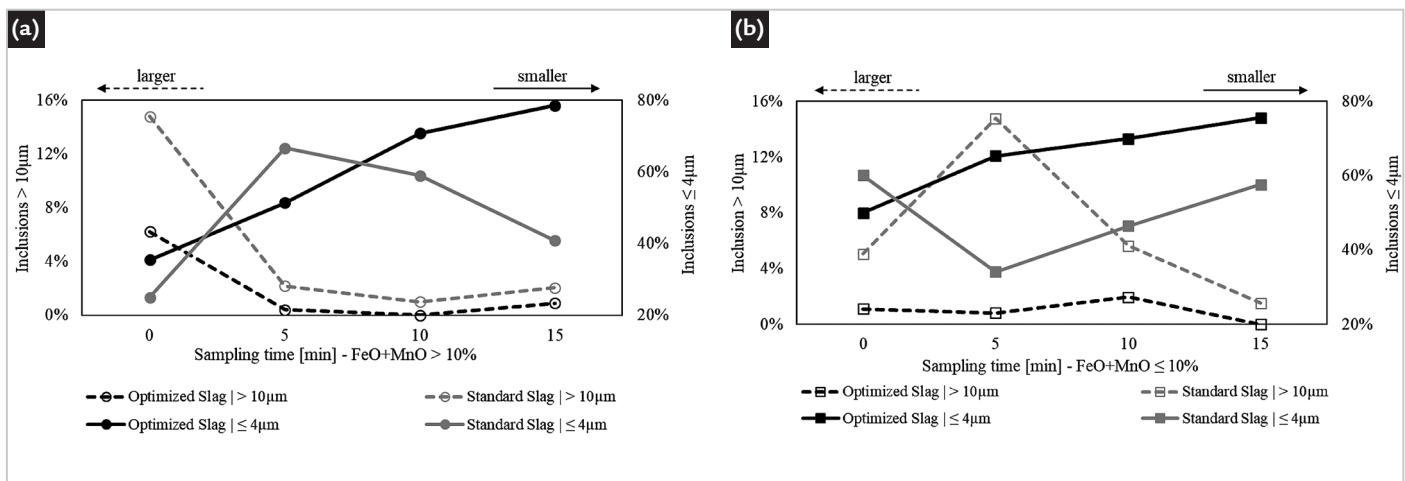 (a)
larger
smaller
16%
12%
8%
4%
0%
Inclusions > 10μm
80%
60%
40%
20%
Inclusions ≤ 4μm
0 5 10 15
Sampling time [min] - FeO+MnO > 10%
Optimized Slag | > 10μm
Standard Slag | > 10μm
Optimized Slag | ≤ 4μm
Standard Slag | ≤ 4μm
(b)
larger
smaller
16%
12%
8%
4%
0%
Inclusion > 10μm
80%
60%
40%
20%
Inclusions ≤ 4μm
0 5 10 15
Sampling time [min] - FeO+MnO ≤ 10%
Optimized Slag | > 10μm
Standard Slag | > 10μm
Optimized Slag | ≤ 4μm
Standard Slag | ≤ 4μm